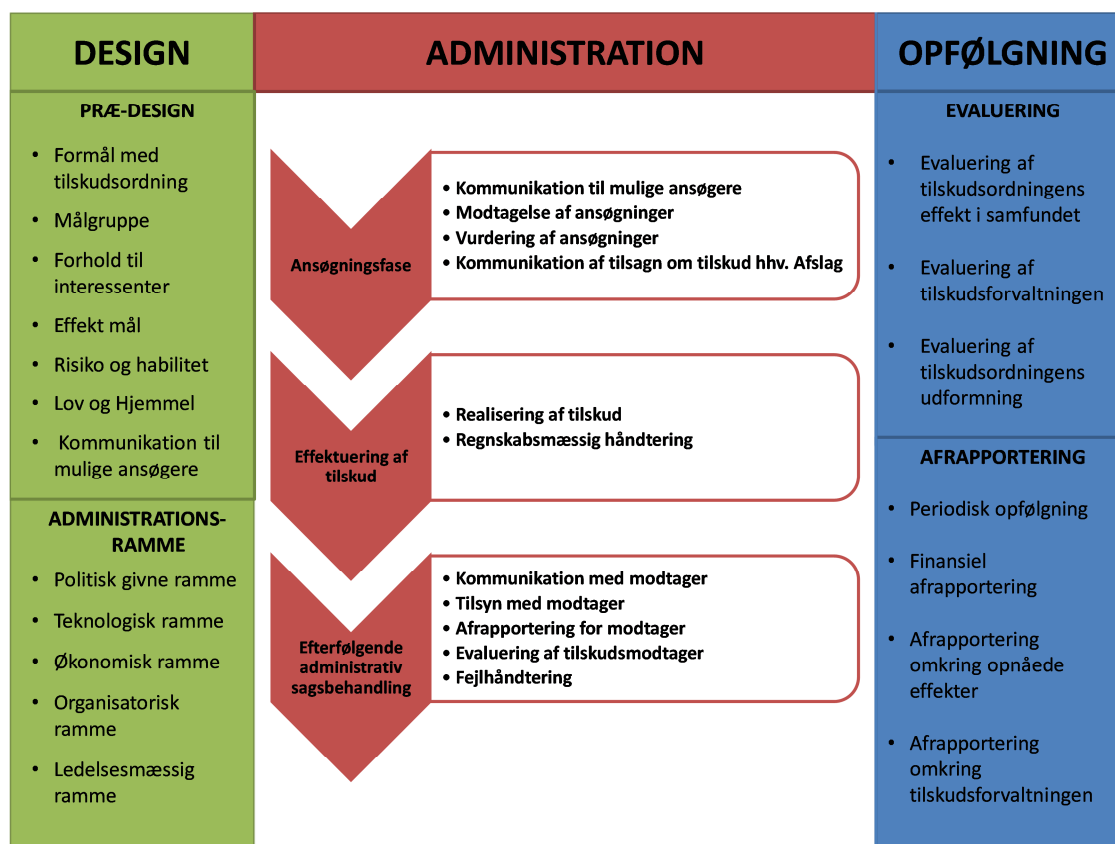 DESIGN
PRÆ-DESIGN
• Formål med
tilskudsordning
• Målgruppe
• Forhold til
interessenter
• Effekt mål
• Risiko og habilitet
• Lov og Hjemmel
• Kommunikation til
mulige ansøgere
ADMINISTRATIONS-
RAMME
• Politisk givne ramme
• Teknologisk ramme
• Økonomisk ramme
• Organisatorisk
ramme
• Ledelsesmæssig
ramme
ADMINISTRATION
Ansøgningsfase
• Kommunikation til mulige ansøgere
• Modtagelse af ansøgninger
• Vurdering af ansøgninger
• Kommunikation af tilsagn om tilskud hhv. Afslag
Effektuering af
tilskud
• Realisering af tilskud
• Regnskabsmæssig håndtering
Efterfølgende
administrativ
sagsbehandling
• Kommunikation med modtager
• Tilsyn med modtager
• Afrapportering for modtager
• Evaluering af tilskudsmodtager
• Fejlhåndtering
OPFØLGNING
EVALUERING
• Evaluering af
tilskudsordningens
effekt i samfundet
• Evaluering af
tilskudsforvaltningen
• Evaluering af
tilskudsordningens
udformning
AFRAPPORTERING
• Periodisk opfølgning
• Finansiel
afrapportering
• Afrapportering
omkring opnåede
effekter
• Afrapportering
omkring
tilskudsforvaltningen